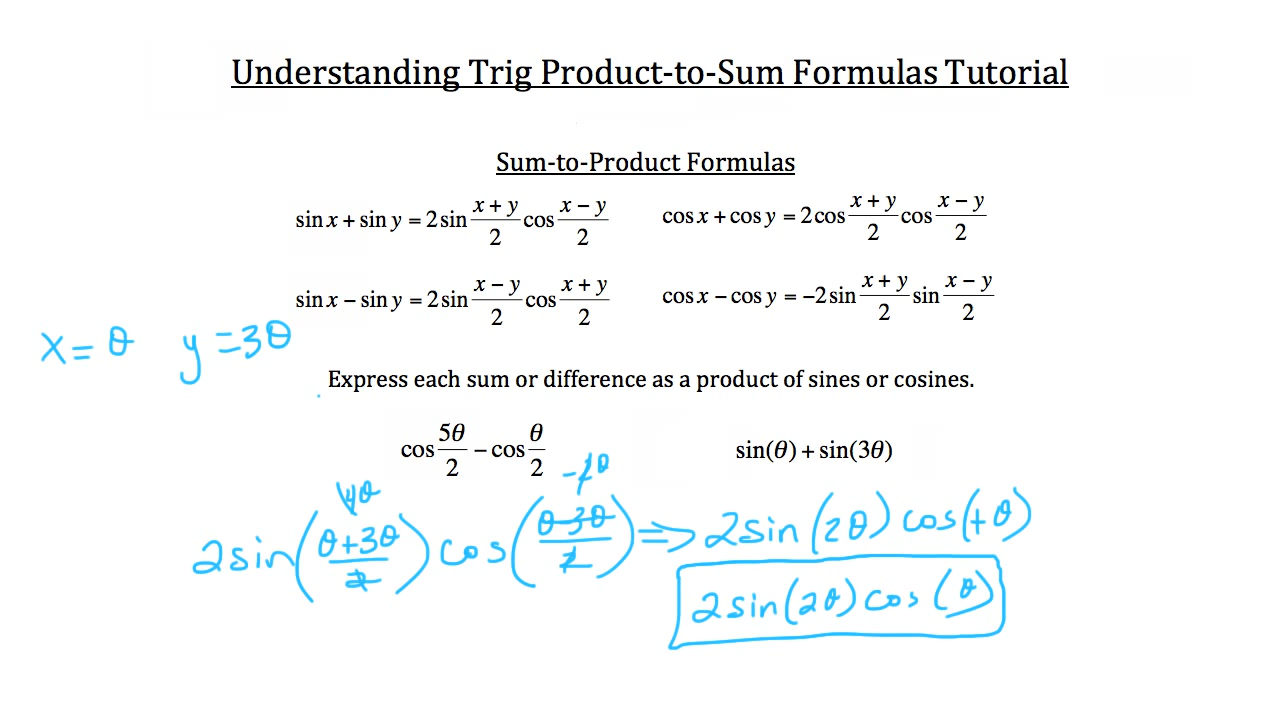 Understanding Trig Product-to-Sum Formulas Tutorial
Sum-to-Product Formulas
sin x + sin y = 2 sin (x + y)/2 cos (x − y)/2
cos x + cos y = 2 cos (x + y)/2 cos (x − y)/2
sin x − sin y = 2 sin (x − y)/2 cos (x + y)/2
cos x − cos y = −2 sin (x + y)/2 sin (x − y)/2
x = θ y = 3θ
Express each sum or difference as a product of sines or cosines.
cos 5θ/2 − cos θ/2
sin(θ) + sin(3θ)
4θ −2θ
2sin((θ+3θ)/2) cos((θ-3θ)/2) ⇒ 2sin(2θ) cos(+θ)
2sin(2θ) cos(θ)